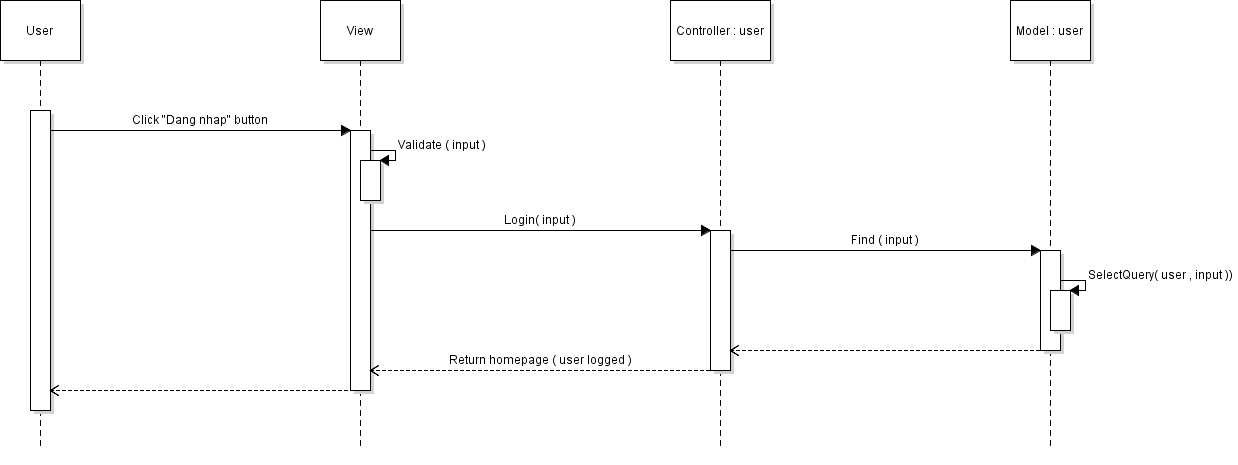 User
View
Controller : user
Model : user
Click "Dang nhap" button
Validate ( input )
Login( input )
Find ( input )
SelectQuery( user , input ))
Return homepage ( user logged )